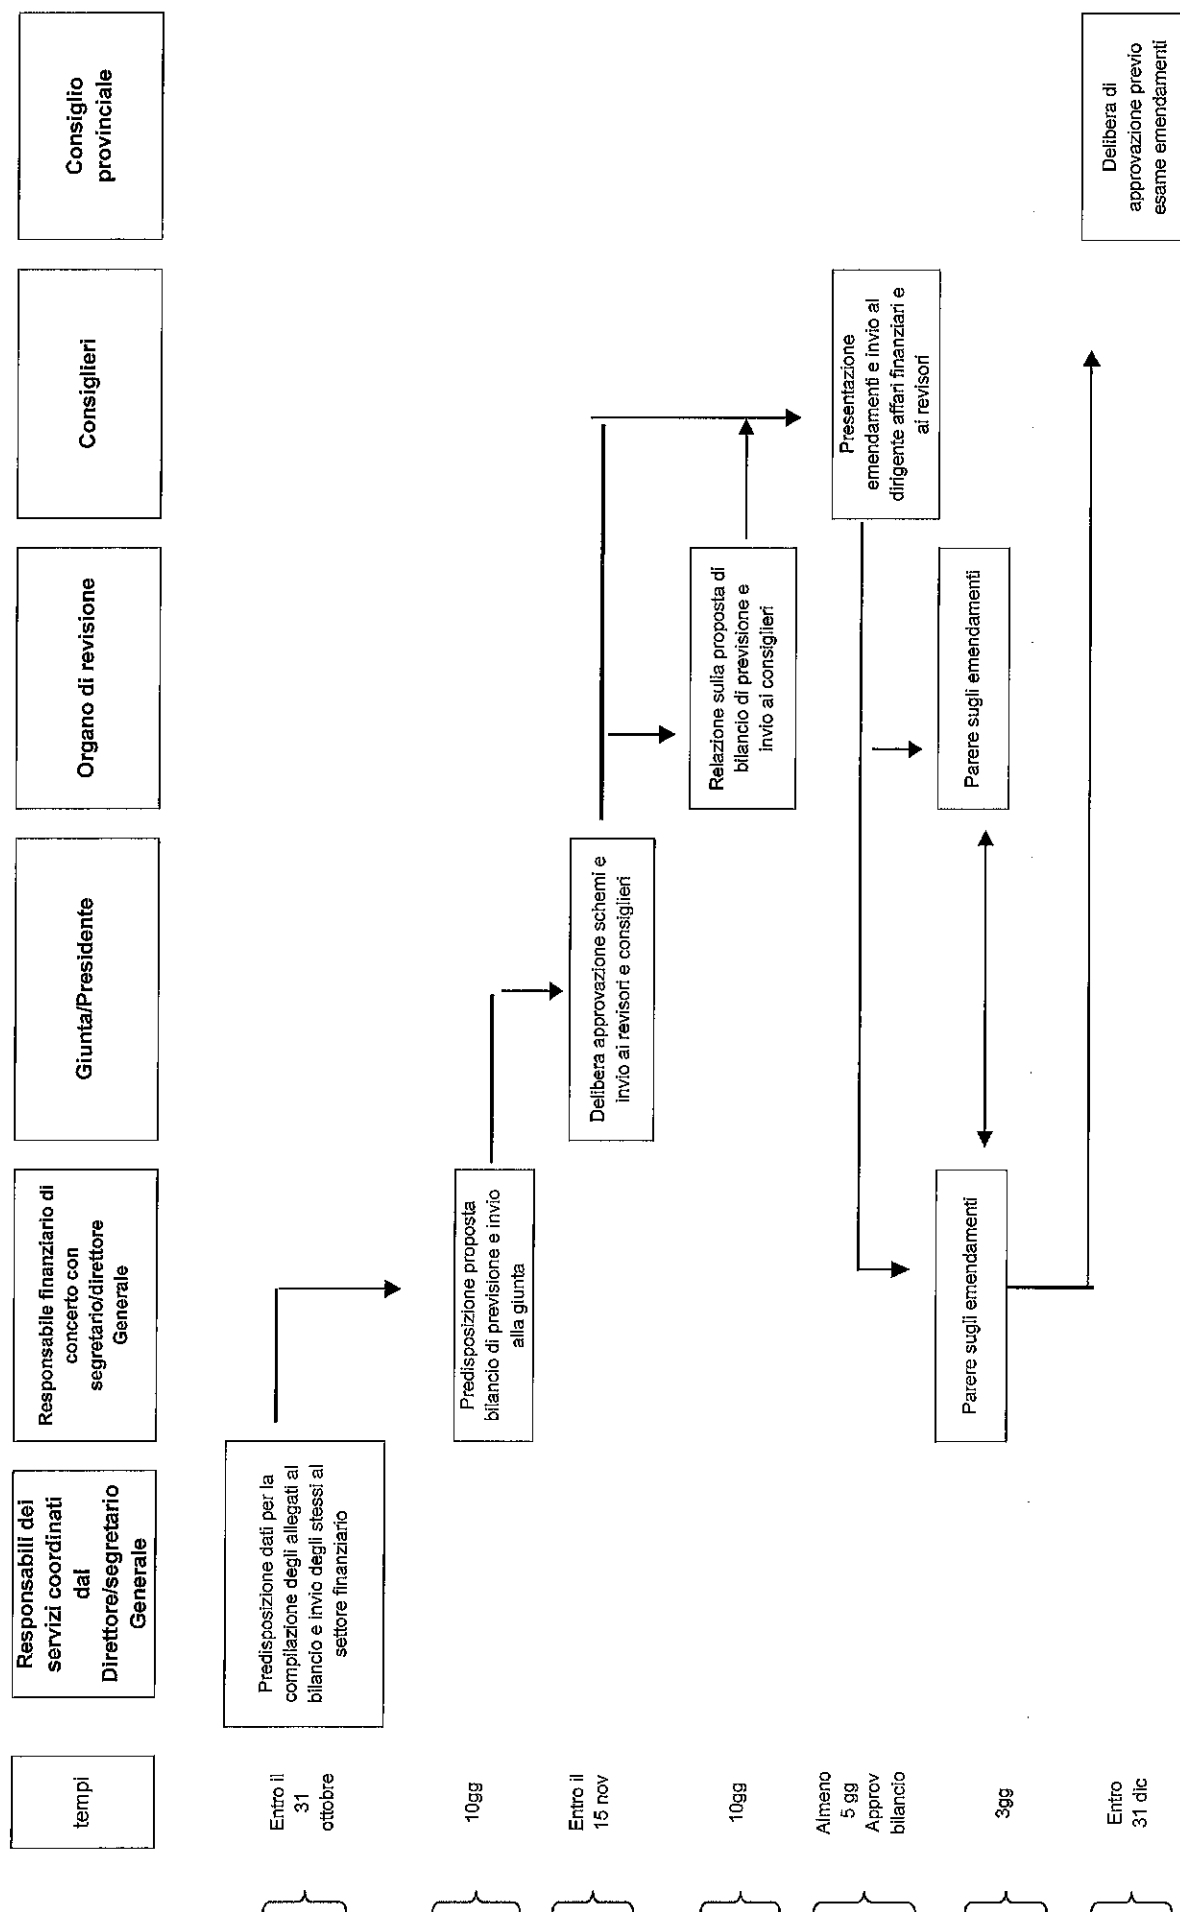 tempi
Responsabili dei
servizi coordinati
dal
Direttore/segretario
Generale
Responsabile finanziario di
concerto con
segretario/direttore
Generale
Giunta/Presidente
Organo di revisione
Consiglieri
Consiglio
provinciale
Entro il
31
ottobre
Predisposizione dati per la
compilazione degli allegati al
bilancio e invio degli stessi al
settore finanziario
10gg
Predisposizione proposta
bilancio di previsione e invio
alla giunta
Entro il
15 nov
Delibera approvazione schemi e
invio ai revisori e consiglieri
10gg
Relazione sulla proposta di
bilancio di previsione e
invio ai consiglieri
Almeno
5 gg
Approv
bilancio
Presentazione
emendamenti e invio al
dirigente affari finanziari e
ai revisori
3gg
Parere sugli emendamenti
Parere sugli emendamenti
Entro
31 dic
Delibera di
approvazione previo
esame emendamenti